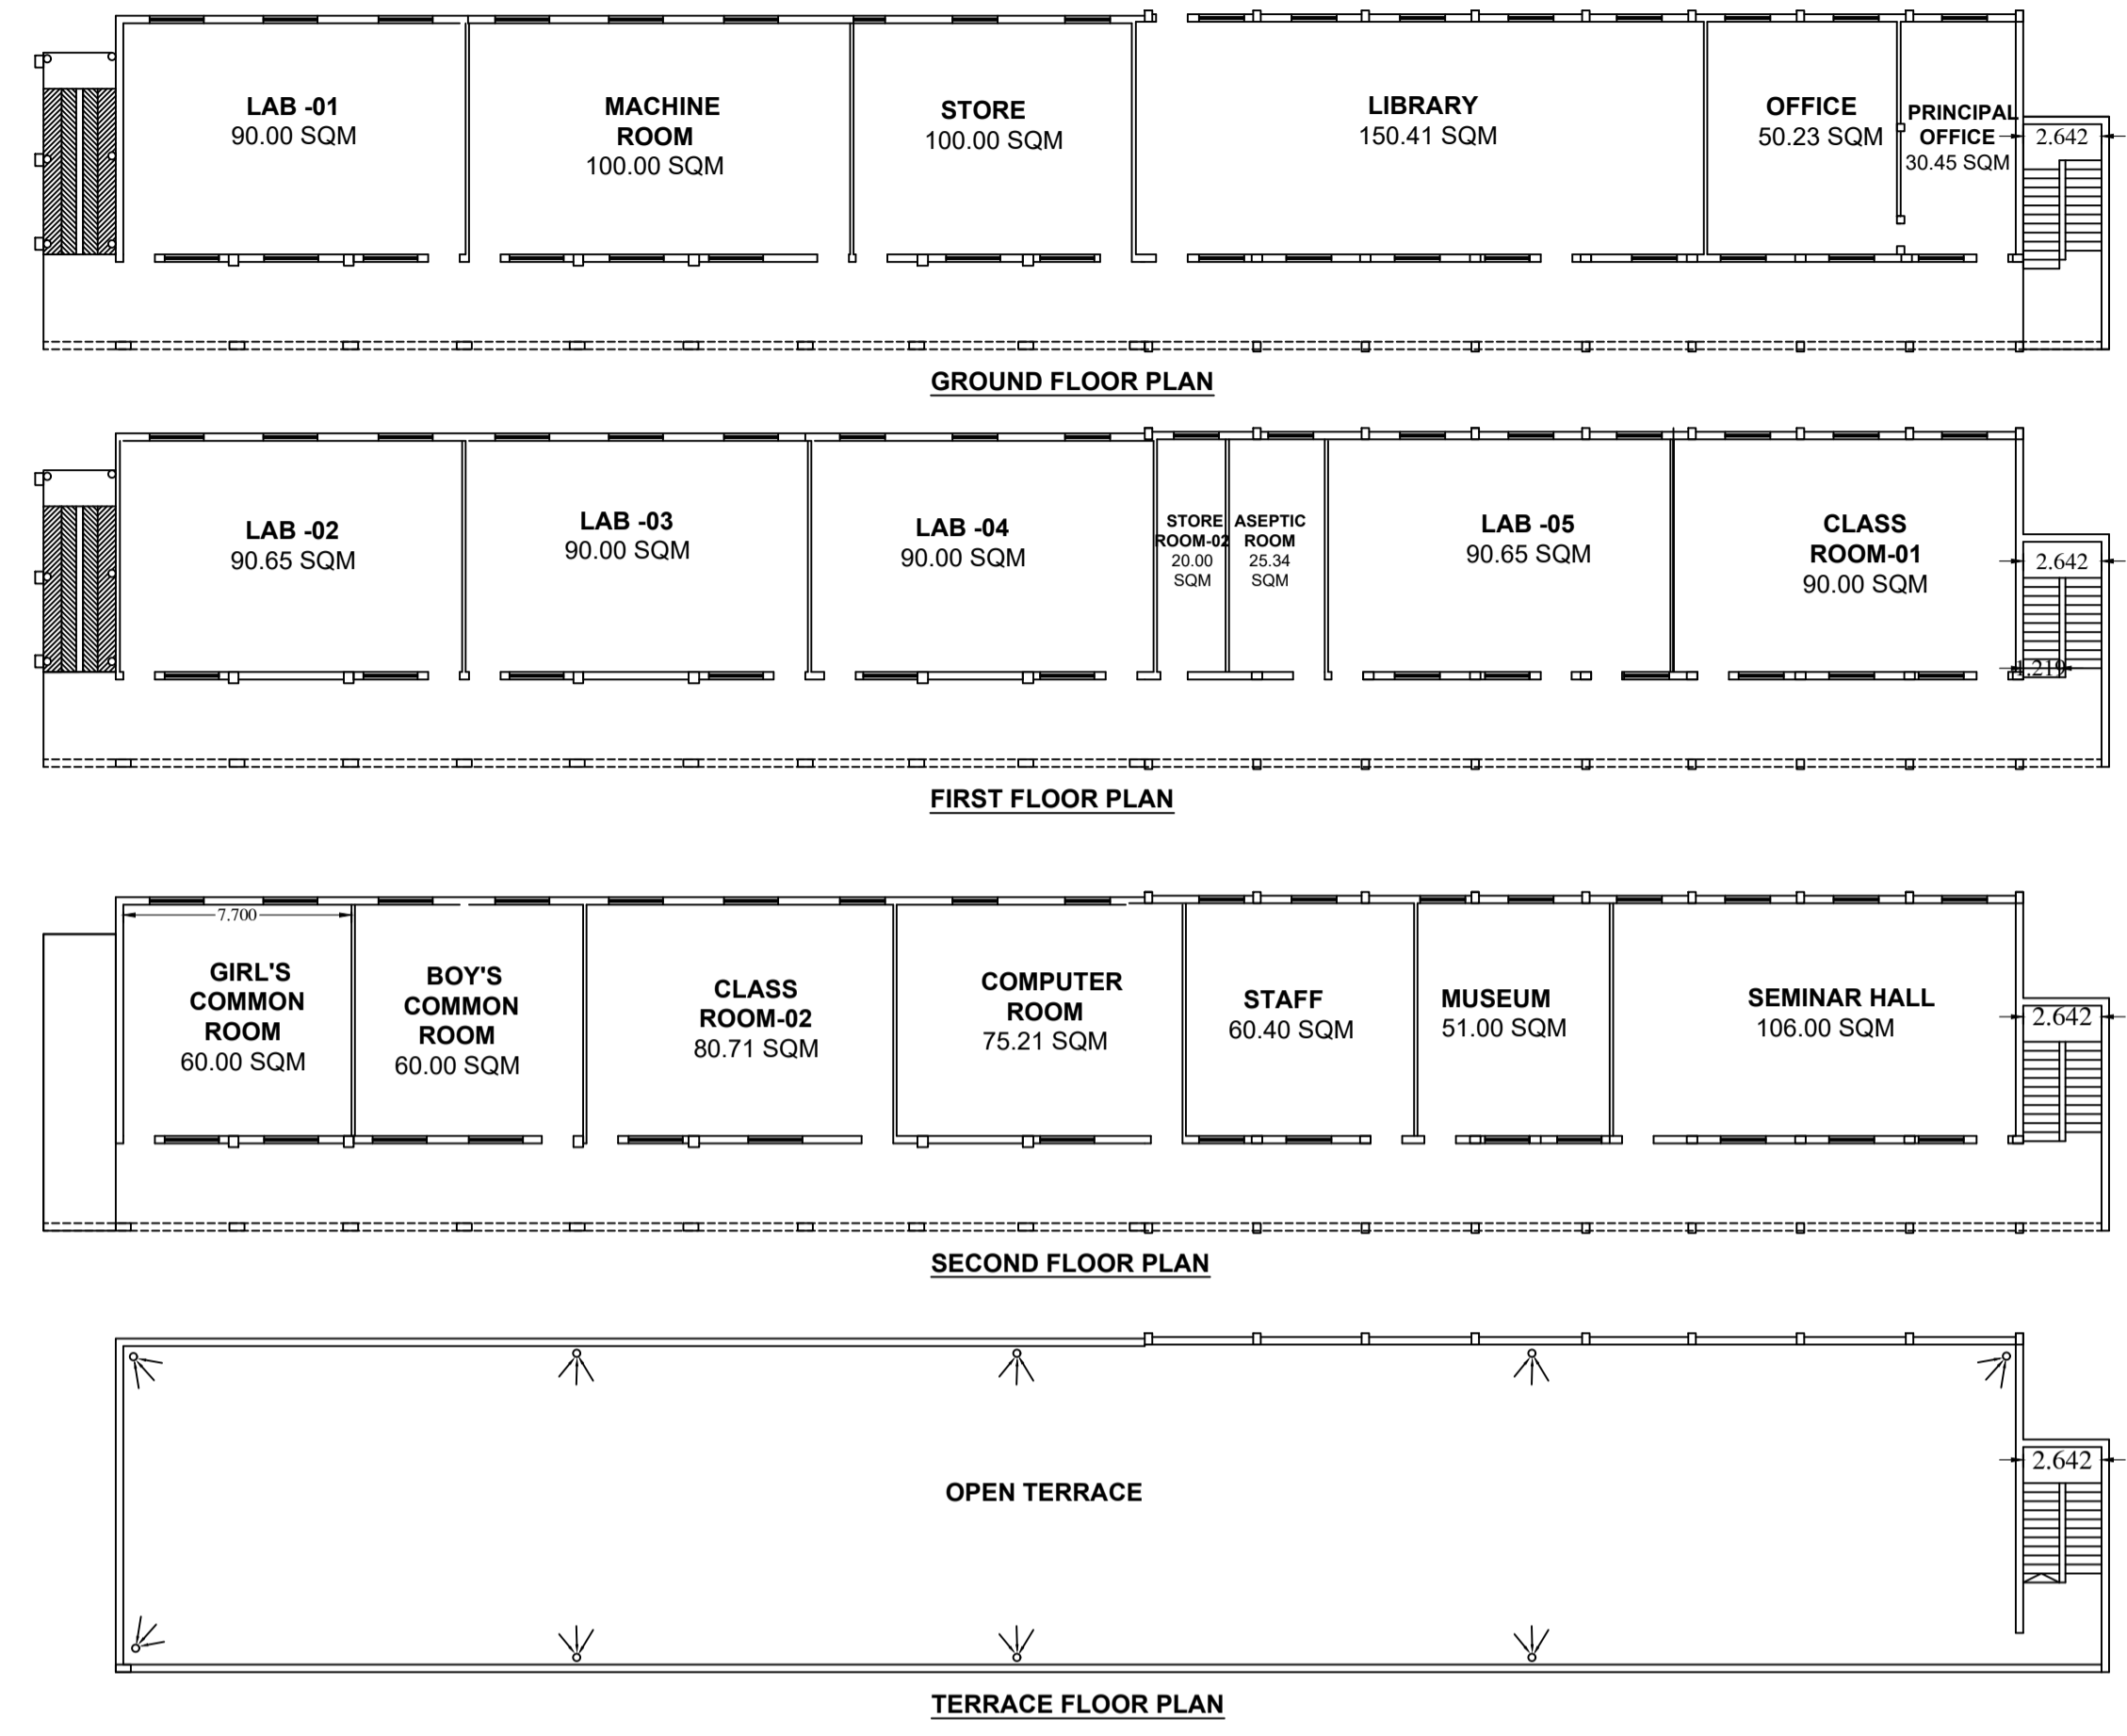 LAB -01
90.00 SQM
MACHINE
ROOM
100.00 SQM
STORE
100.00 SQM
LIBRARY
150.41 SQM
OFFICE
50.23 SQM
PRINCIPAL
OFFICE
30.45 SQM
2.642
GROUND FLOOR PLAN
LAB -02
90.65 SQM
LAB -03
90.00 SQM
LAB -04
90.00 SQM
STORE
ROOM-02
20.00
SQM
ASEPTIC
ROOM
25.34
SQM
LAB -05
90.65 SQM
CLASS
ROOM-01
90.00 SQM
2.642
1.219
FIRST FLOOR PLAN
7.700
GIRL'S
COMMON
ROOM
60.00 SQM
BOY'S
COMMON
ROOM
60.00 SQM
CLASS
ROOM-02
80.71 SQM
COMPUTER
ROOM
75.21 SQM
STAFF
60.40 SQM
MUSEUM
51.00 SQM
SEMINAR HALL
106.00 SQM
2.642
SECOND FLOOR PLAN
OPEN TERRACE
2.642
TERRACE FLOOR PLAN